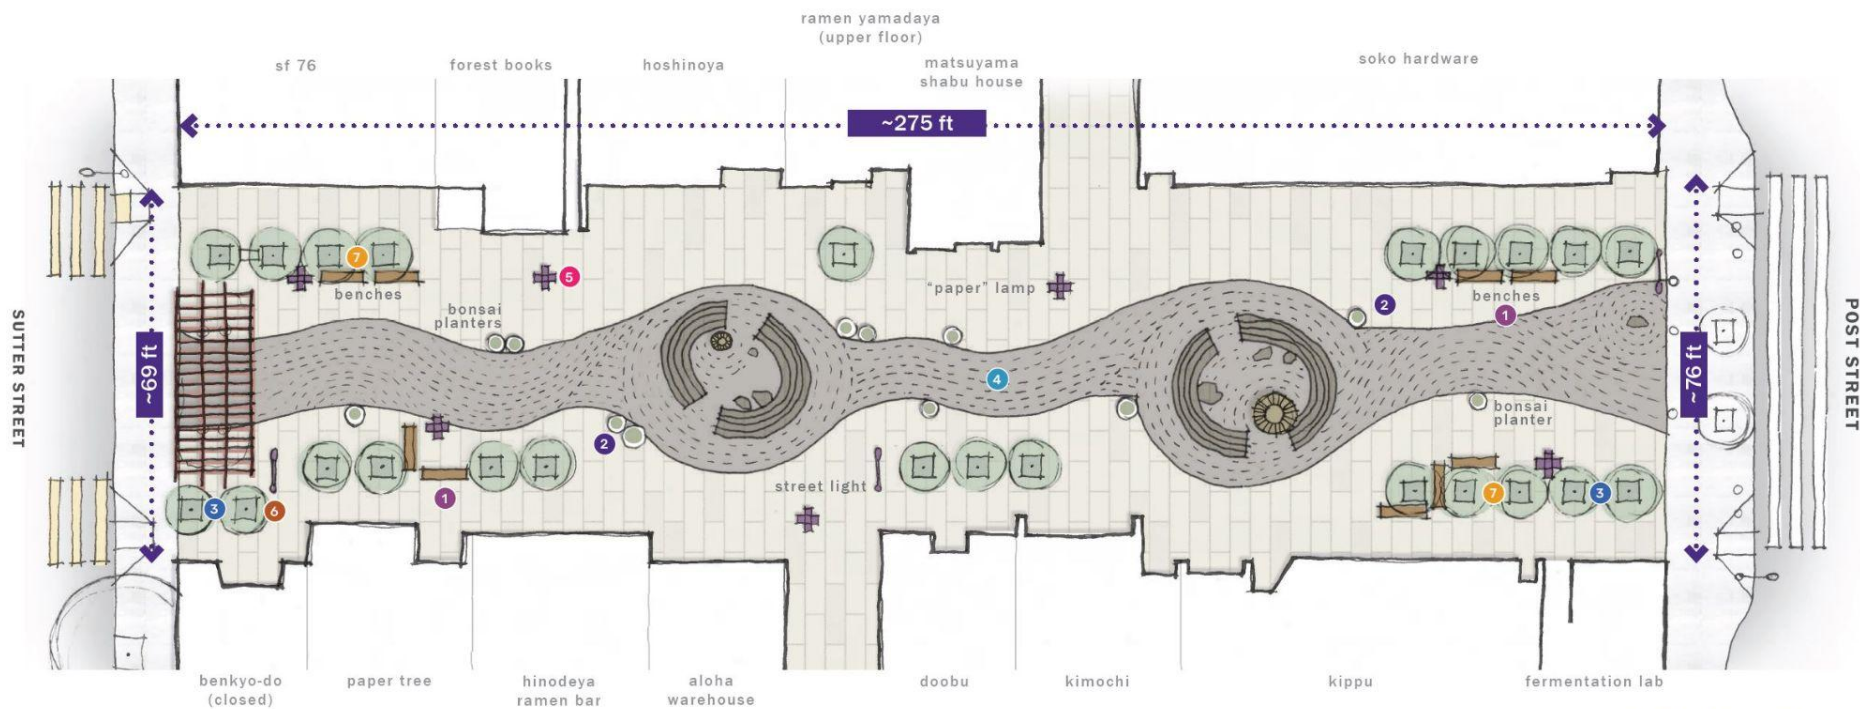 ramen yamadaya
(upper floor)
sf 76
forest books
hoshinoya
matsuyama
shabu house
soko hardware
~275 ft
7
5
benches
"paper" lamp
benches
2
1
bonsai
planters
SUTTER STREET
~69 ft
4
~76 ft
POST STREET
bonsai
planter
2
street light
1
3
6
7
3
benkyo-do
(closed)
paper tree
hinodeya
ramen bar
aloha
warehouse
doobu
kimochi
kippu
fermentation lab